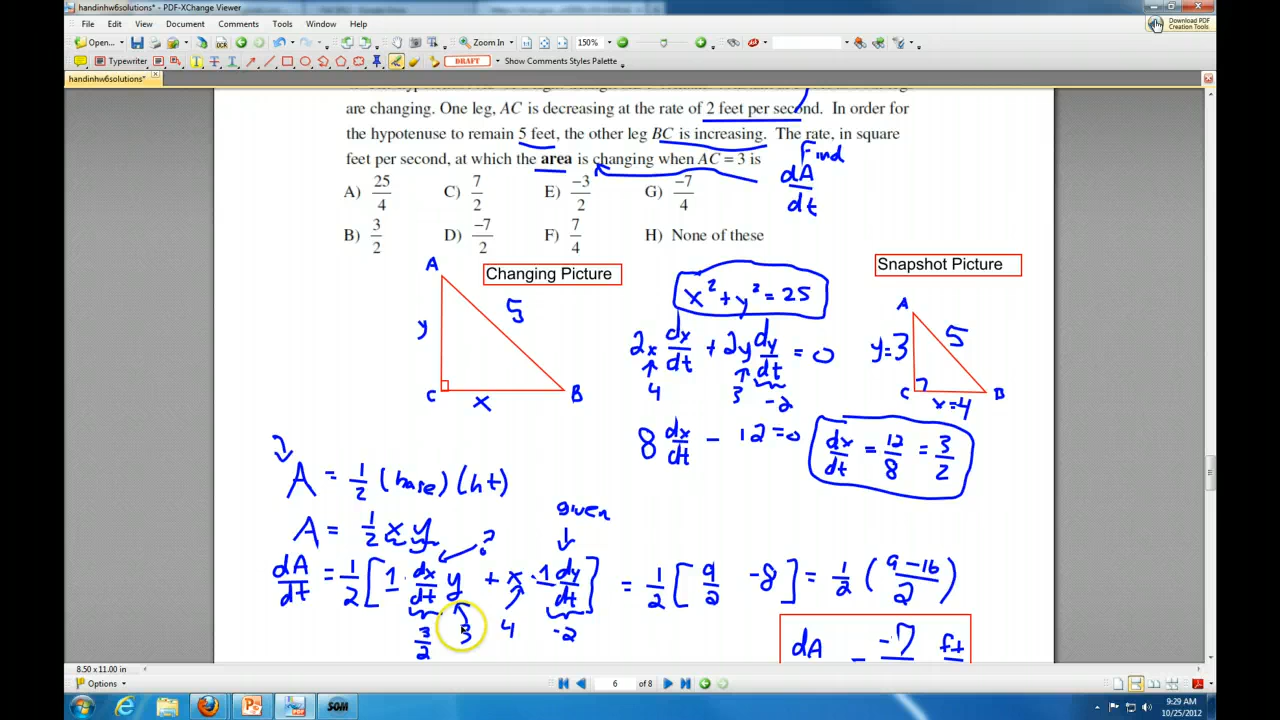 handinhw6solutions* - PDF-XChange Viewer
File Edit View Document Comments Tools Window Help
Download PDF
Creation Tools
Open...
OCR
Zoom In
150%
Typewriter
DRAFT
Show Comments Styles Palette
handinhw6solutions*
are changing. One leg, AC is decreasing at the rate of 2 feet per second. In order for
the hypotenuse to remain 5 feet, the other leg BC is increasing. The rate, in square
feet per second, at which the area is changing when AC = 3 is
Find
dA
dt
A) 25/4 C) 7/2 E) -3/2 G) -7/4
B) 3/2 D) -7/2 F) 7/4 H) None of these
Changing Picture
Snapshot Picture
A
5
y
C
x
B
x² + y² = 25
2x dx/dt + 2y dy/dt = 0
4 3 -2
8 dx/dt - 12 = 0
A
y=3
5
C
x=4
B
dx/dt = 12/8 = 3/2
A = 1/2 (base)(ht)
A = 1/2 x y
?
given
dA/dt = 1/2 [1· dx/dt y + x · 1 dy/dt] = 1/2 [9/2 - 8] = 1/2 (9-16/2)
3/2 3 4 -2
dA -7 ft
8.50 x 11.00 in
Options
6 of 8
SOM
9:29 AM
10/25/2012